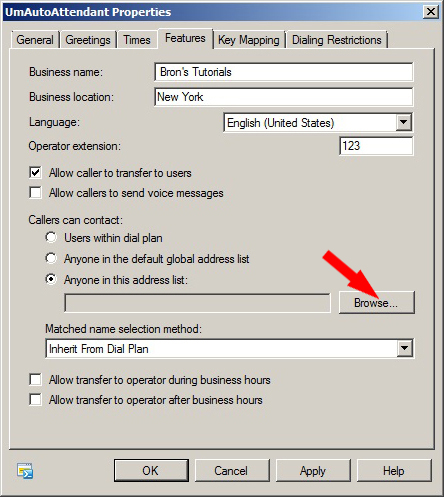 UmAutoAttendant Properties
General Greetings Times Features Key Mapping Dialing Restrictions
Business name: Bron's Tutorials
Business location: New York
Language: English (United States)
Operator extension: 123
Allow caller to transfer to users
Allow callers to send voice messages
Callers can contact:
Users within dial plan
Anyone in the default global address list
Anyone in this address list:
Browse...
Matched name selection method:
Inherit From Dial Plan
Allow transfer to operator during business hours
Allow transfer to operator after business hours
OK Cancel Apply Help